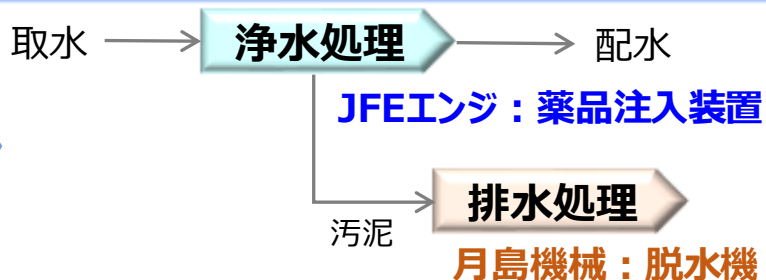 取水
浄水処理
配水
JFEエンジ：薬品注入装置
排水処理
汚泥
月島機械：脱水機